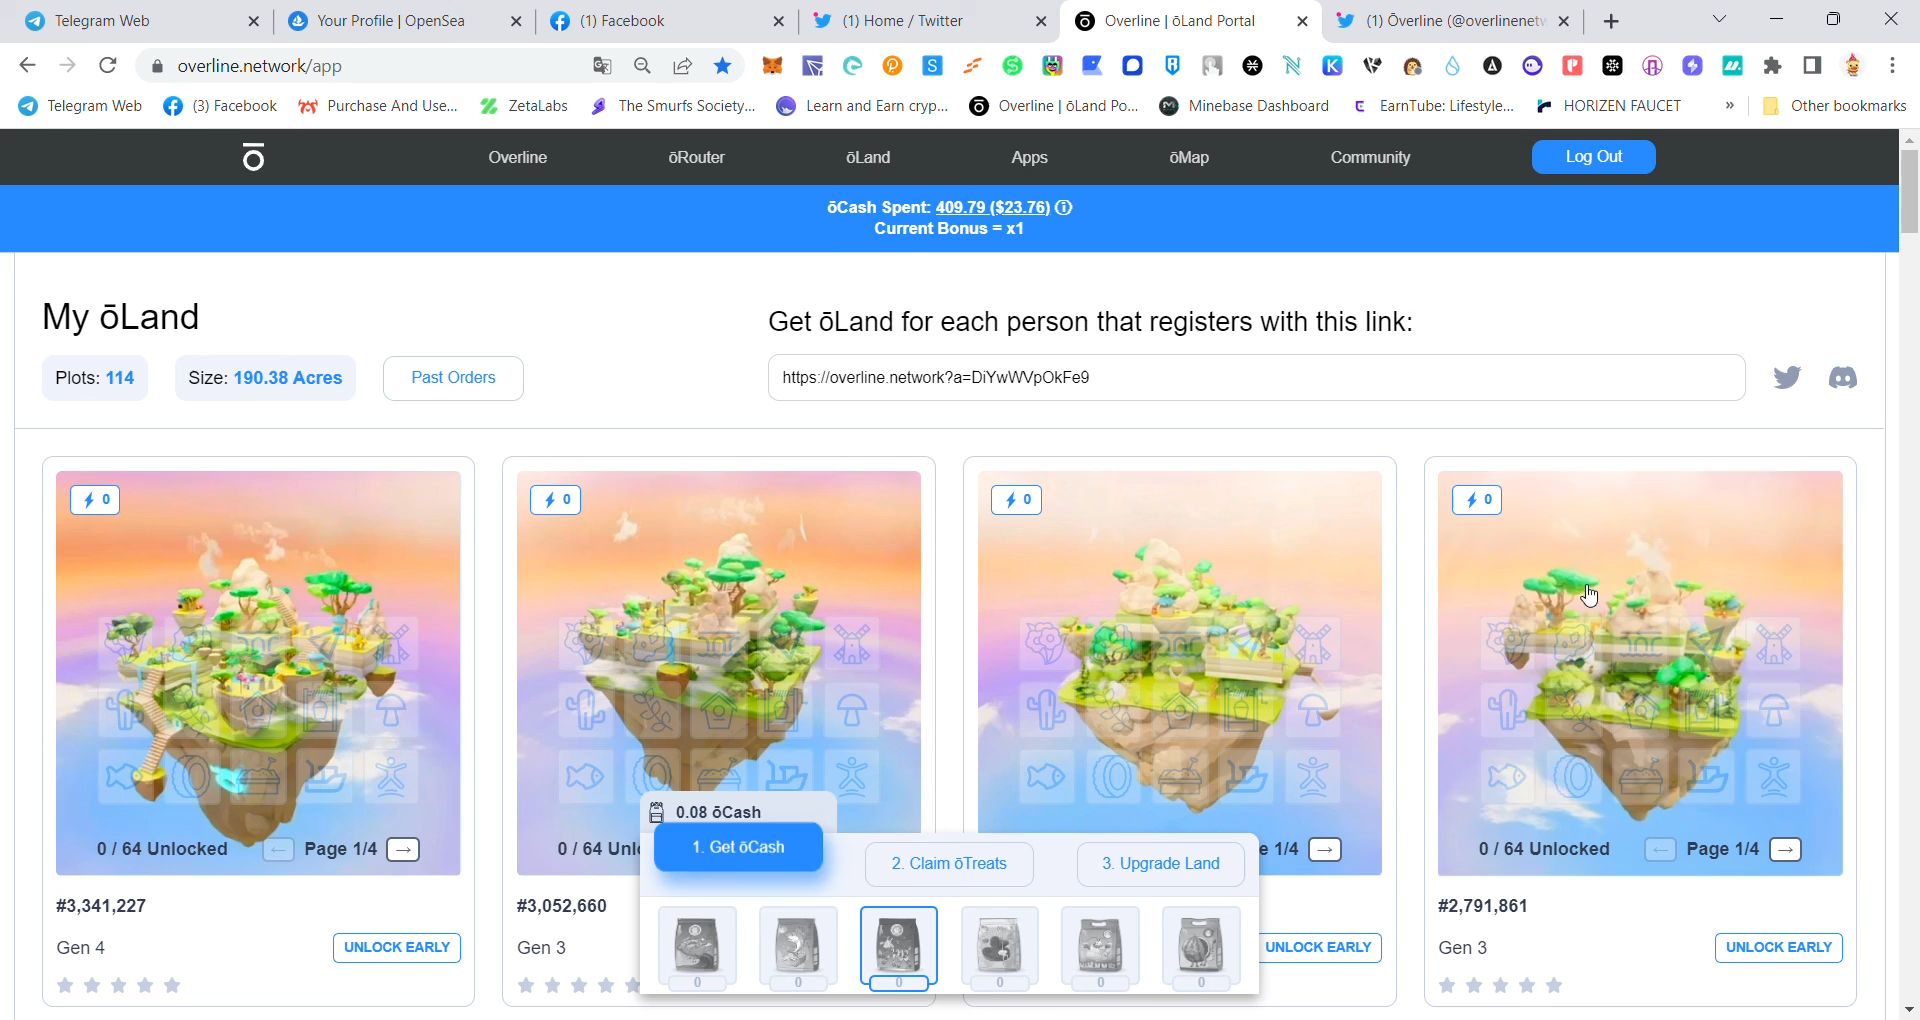 Telegram Web
Your Profile | OpenSea
(1) Facebook
(1) Home / Twitter
Overline | ōLand Portal
(1) Ōverline (@overlinenetw
overline.network/app
Telegram Web
(3) Facebook
Purchase And Use...
ZetaLabs
The Smurfs Society...
Learn and Earn cryp...
Overline | ōLand Po...
Minebase Dashboard
EarnTube: Lifestyle...
HORIZEN FAUCET
»
Other bookmarks
Overline
ōRouter
ōLand
Apps
ōMap
Community
Log Out
ōCash Spent: 409.79 ($23.76)
Current Bonus = x1
My ōLand
Get ōLand for each person that registers with this link:
Plots: 114
Size: 190.38 Acres
Past Orders
https://overline.network?a=DiYwWVpOkFe9
0
0
0
0
0 / 64 Unlocked
Page 1/4
0 / 64 Unl
e 1/4
0 / 64 Unlocked
Page 1/4
0.08 ōCash
1. Get ōCash
2. Claim ōTreats
3. Upgrade Land
0
0
0
0
0
0
#3,341,227
Gen 4
UNLOCK EARLY
#3,052,660
Gen 3
UNLOCK EARLY
#2,791,861
Gen 3
UNLOCK EARLY